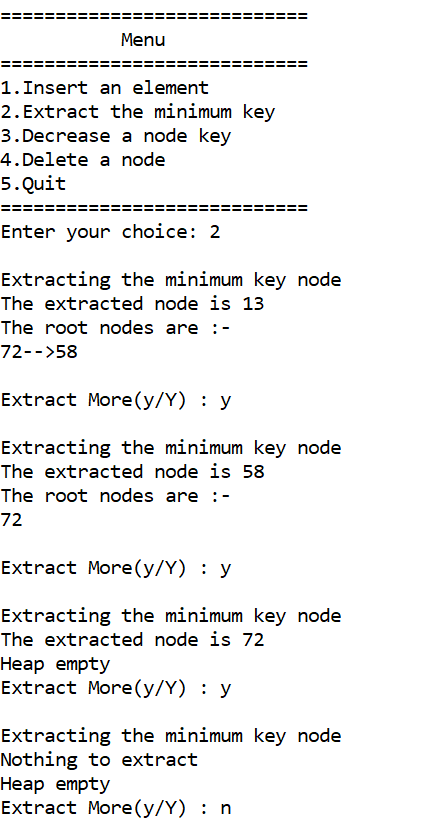 ============================
Menu
============================
1.Insert an element
2.Extract the minimum key
3.Decrease a node key
4.Delete a node
5.Quit
============================
Enter your choice: 2
Extracting the minimum key node
The extracted node is 13
The root nodes are :-
72-->58
Extract More(y/Y) : y
Extracting the minimum key node
The extracted node is 58
The root nodes are :-
72
Extract More(y/Y) : y
Extracting the minimum key node
The extracted node is 72
Heap empty
Extract More(y/Y) : y
Extracting the minimum key node
Nothing to extract
Heap empty
Extract More(y/Y) : n